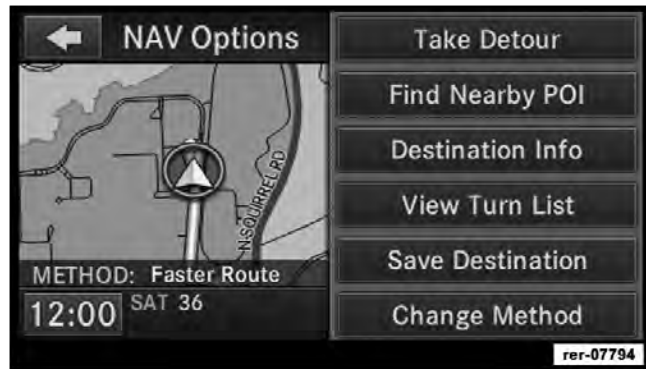 NAV Options
N SQUIRREL RD
METHOD: Faster Route
12:00
SAT 36
Take Detour
Find Nearby POI
Destination Info
View Turn List
Save Destination
Change Method
rer-07794